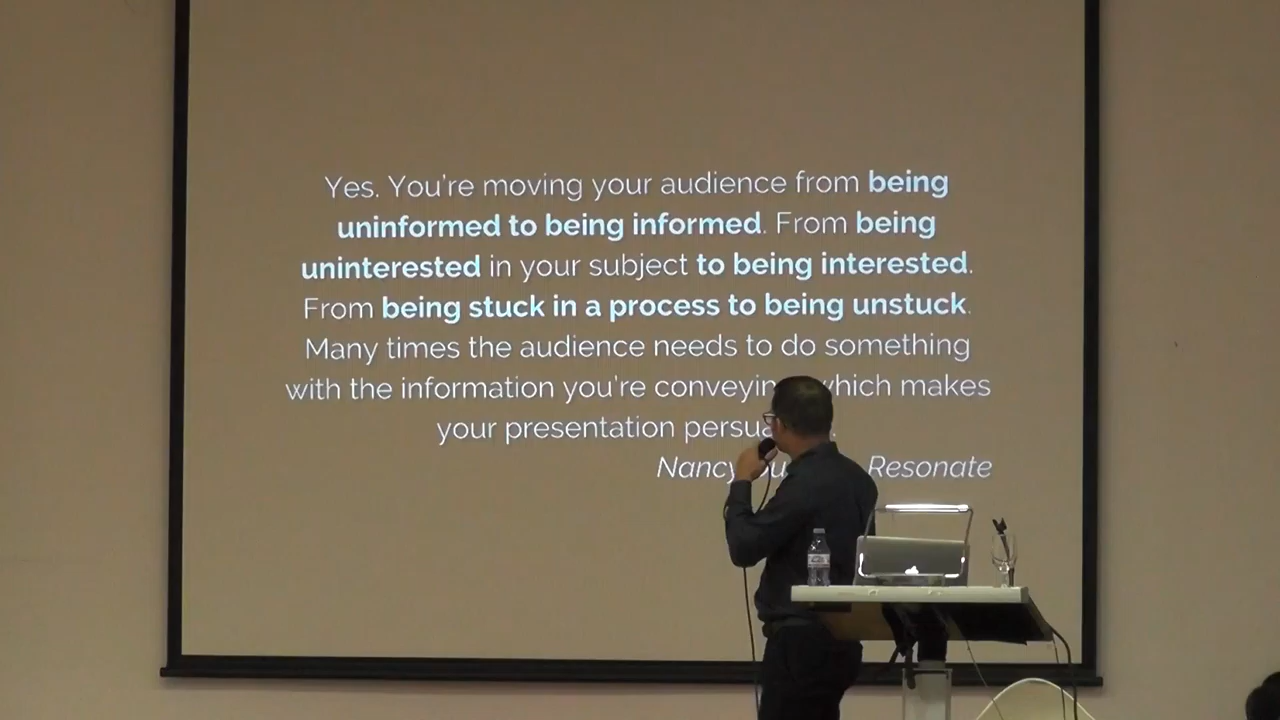 Yes. You're moving your audience from being
uninformed to being informed. From being
uninterested in your subject to being interested.
From being stuck in a process to being unstuck.
Many times the audience needs to do something
with the information you're conveying which makes
your presentation
Nancy Resonate